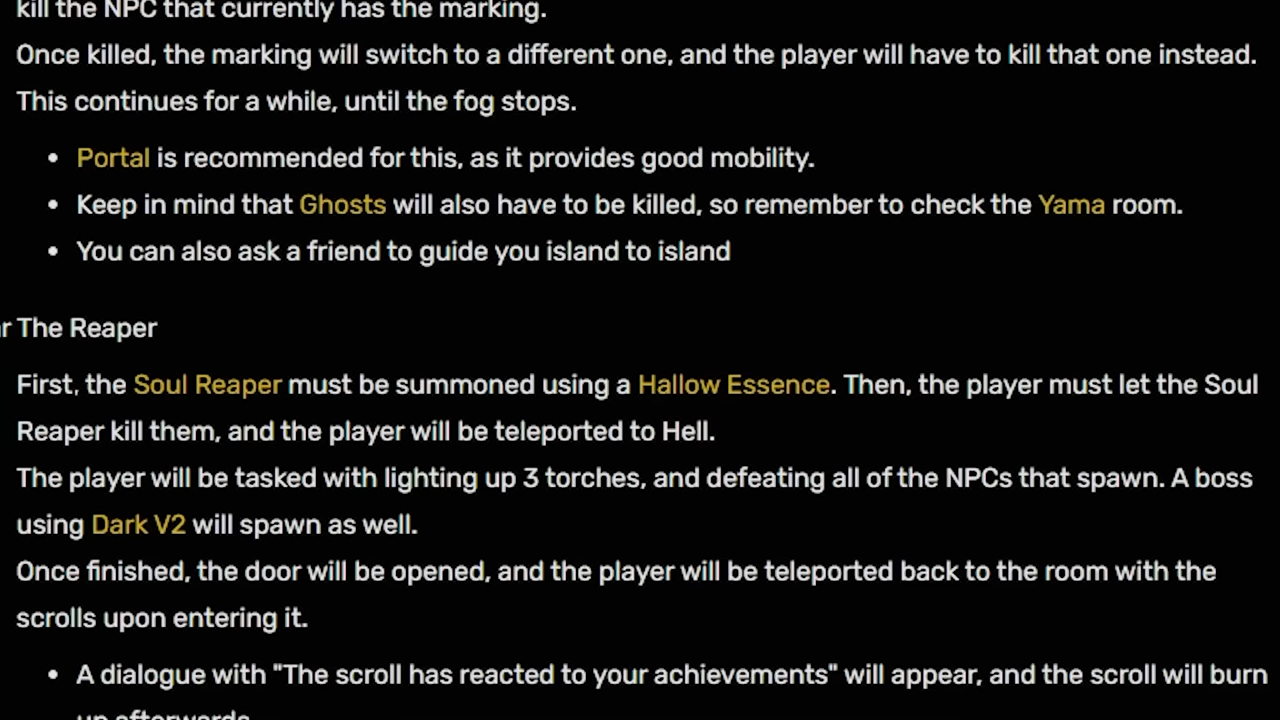 kill the NPC that currently has the marking.
Once killed, the marking will switch to a different one, and the player will have to kill that one instead.
This continues for a while, until the fog stops.
• Portal is recommended for this, as it provides good mobility.
• Keep in mind that Ghosts will also have to be killed, so remember to check the Yama room.
• You can also ask a friend to guide you island to island
r The Reaper
First, the Soul Reaper must be summoned using a Hallow Essence. Then, the player must let the Soul
Reaper kill them, and the player will be teleported to Hell.
The player will be tasked with lighting up 3 torches, and defeating all of the NPCs that spawn. A boss
using Dark V2 will spawn as well.
Once finished, the door will be opened, and the player will be teleported back to the room with the
scrolls upon entering it.
• A dialogue with "The scroll has reacted to your achievements" will appear, and the scroll will burn
up afterwards.